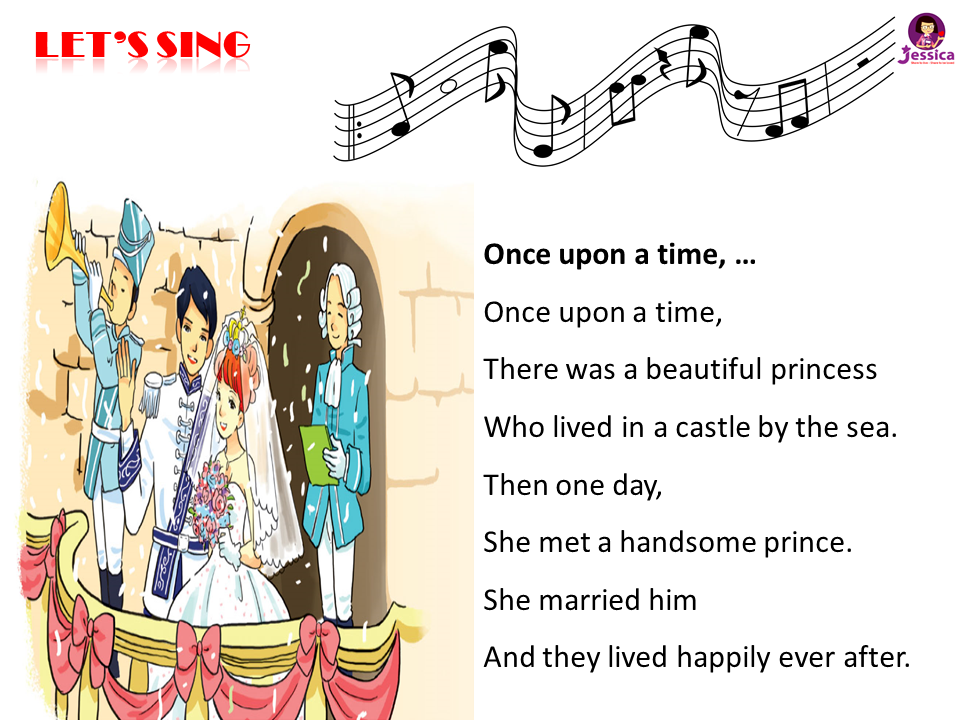 LET'S SING
Jessica
Once upon a time, …
Once upon a time,
There was a beautiful princess
Who lived in a castle by the sea.
Then one day,
She met a handsome prince.
She married him
And they lived happily ever after.